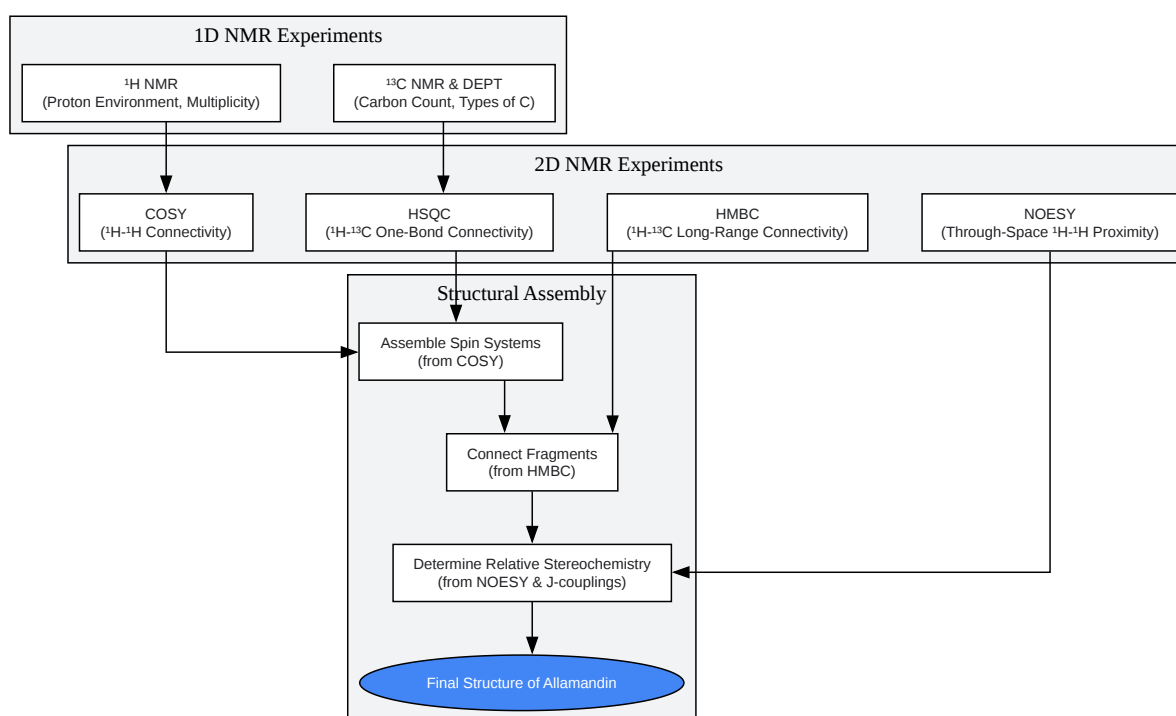 1D NMR Experiments
¹H NMR
(Proton Environment, Multiplicity)
¹³C NMR & DEPT
(Carbon Count, Types of C)
2D NMR Experiments
COSY
(¹H-¹H Connectivity)
HSQC
(¹H-¹³C One-Bond Connectivity)
HMBC
(¹H-¹³C Long-Range Connectivity)
NOESY
(Through-Space ¹H-¹H Proximity)
Structural Assembly
Assemble Spin Systems
(from COSY)
Connect Fragments
(from HMBC)
Determine Relative Stereochemistry
(from NOESY & J-couplings)
Final Structure of Allamandin